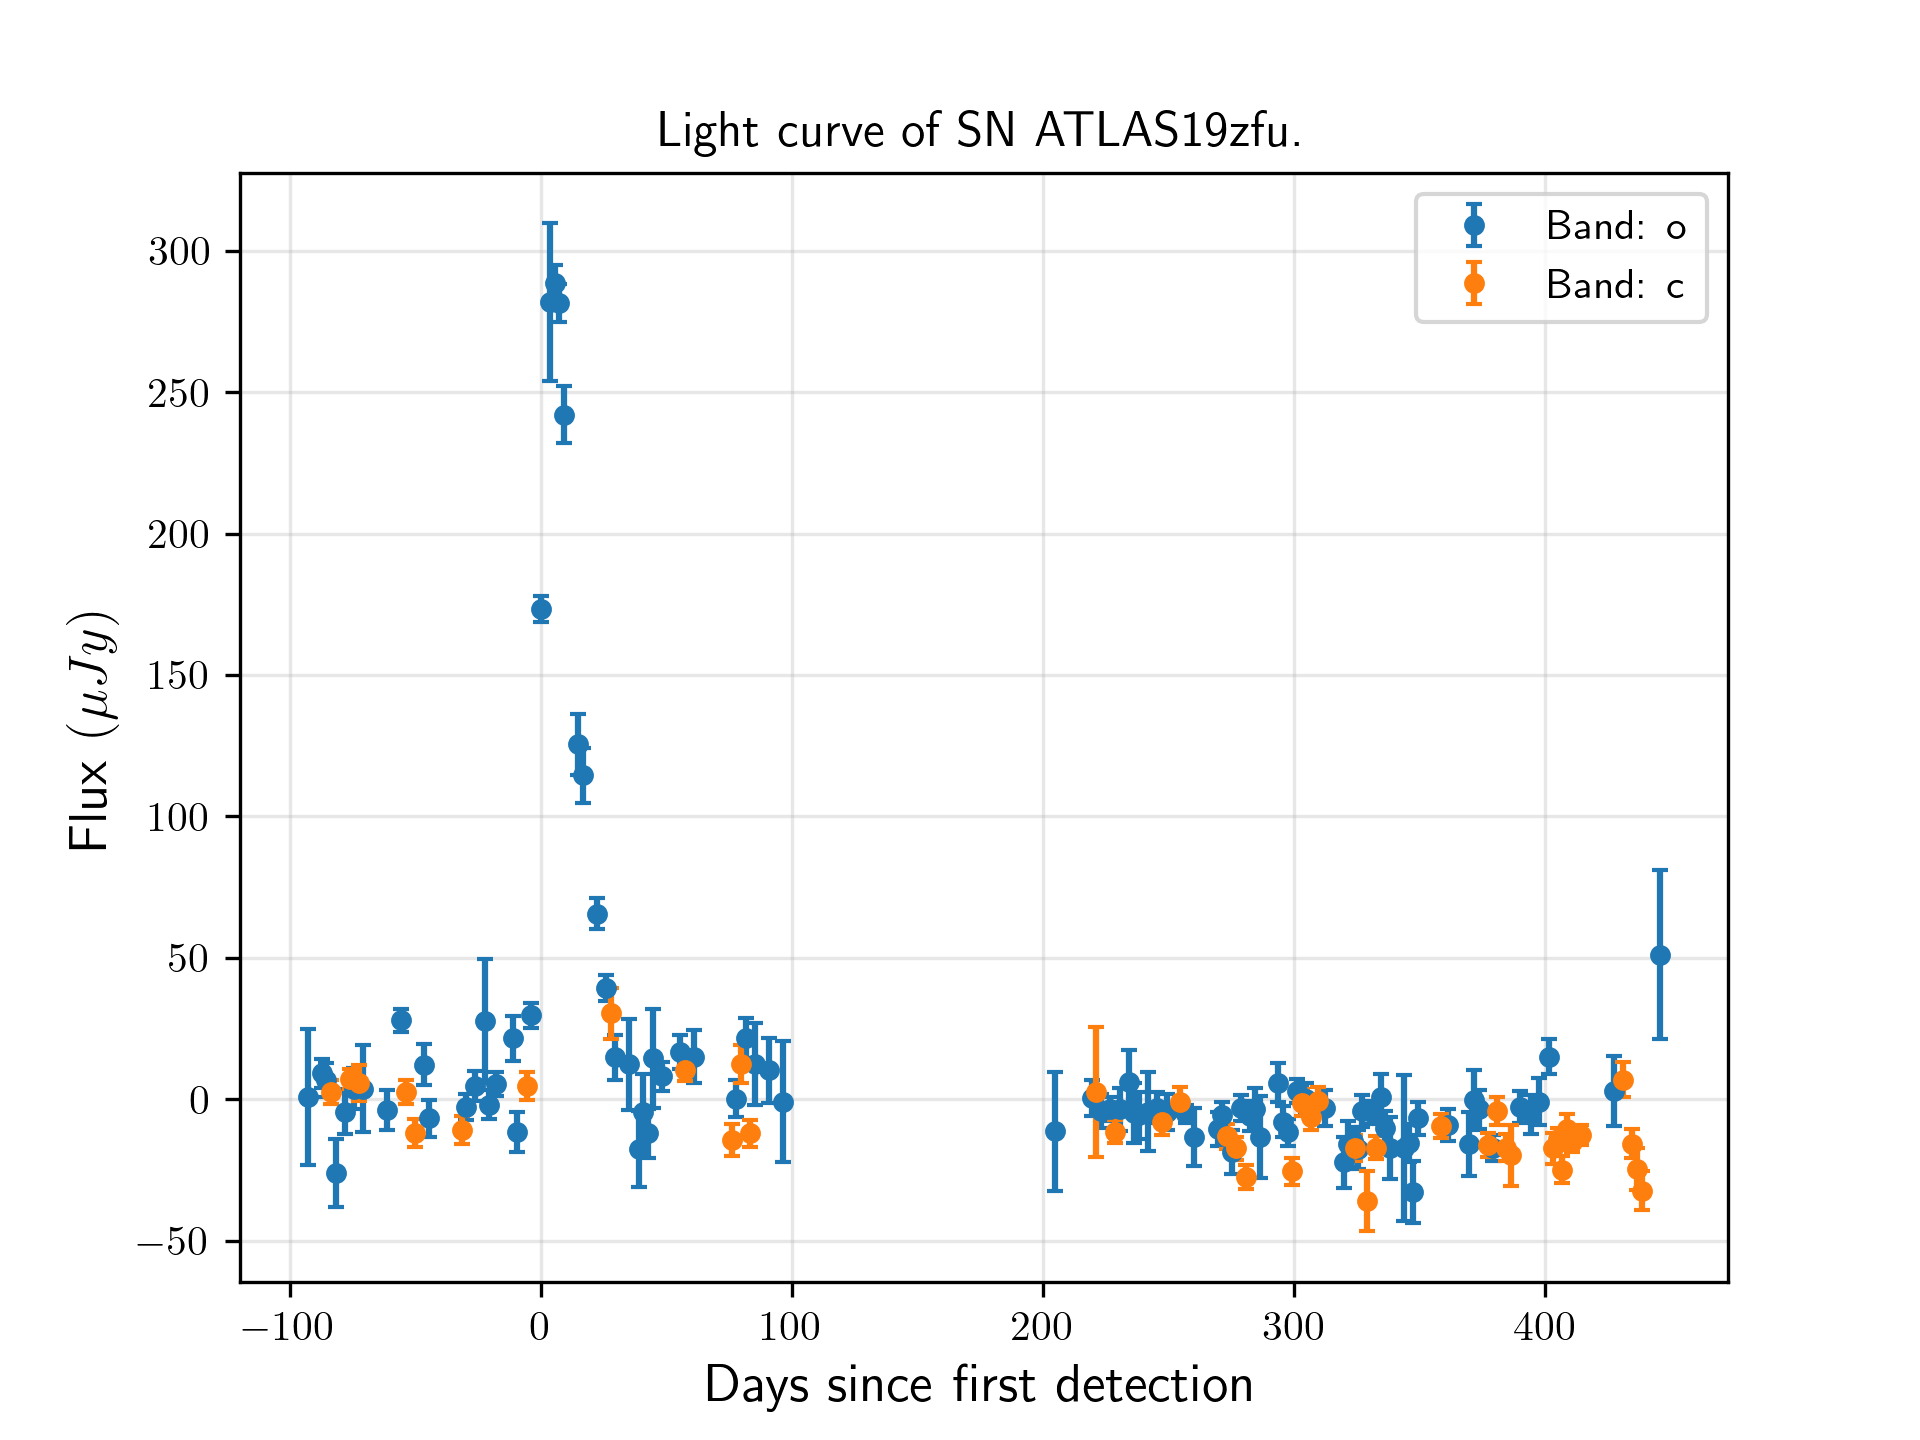 Light curve of SN ATLAS19zfu.
Band: o
Band: c
300
250
200
150
100
50
0
−50
Flux (μJy)
−100 0 100 200 300 400
Days since first detection